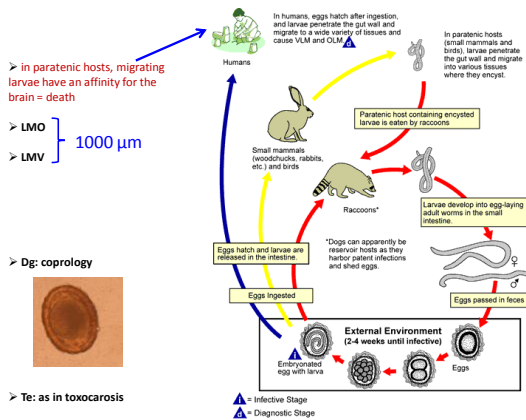 ➢ in paratenic hosts, migrating
larvae have an affinity for the
brain = death
➢ LMO
➢ LMV
1000 µm
➢ Dg: coprology
➢ Te: as in toxocarosis
In humans, eggs hatch after ingestion,
and larvae penetrate the gut wall and
migrate to a wide variety of tissues and
cause VLM and OLM.
d
Humans
In paratenic hosts
(small mammals and
birds), larvae penetrate
the gut wall and migrate
into various tissues
where they encyst.
Paratenic host containing encysted
larvae is eaten by raccoons
Small mammals
(woodchucks, rabbits,
etc.) and birds
Raccoons*
Larvae develop into egg-laying
adult worms in the small
intestine.
*Dogs can apparently be
reservoir hosts as they
harbor patent infections
and shed eggs.
Eggs hatch and larvae are
released in the intestine.
♀
♂
Eggs Ingested
Eggs passed in feces
External Environment
(2-4 weeks until infective)
i
Embryonated
egg with larva
Eggs
i = Infective Stage
d = Diagnostic Stage